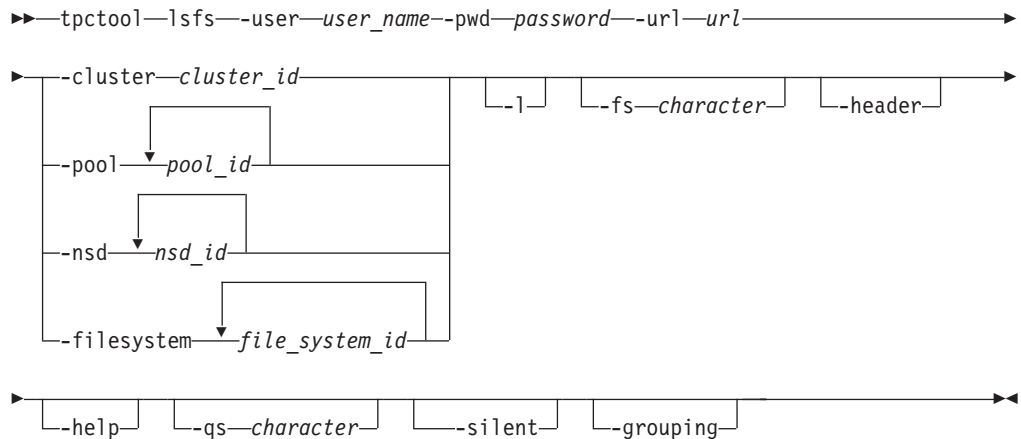 tpctool lsfs -user user_name -pwd password -url url
-cluster cluster_id
-l -fs character -header
-pool pool_id
-nsd nsd_id
-filesystem file_system_id
-help -qs character -silent -grouping